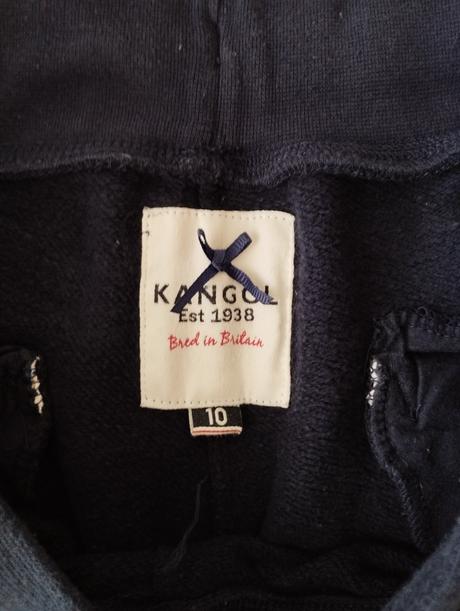 KANGOL
Est 1938
Bred in Britain
10